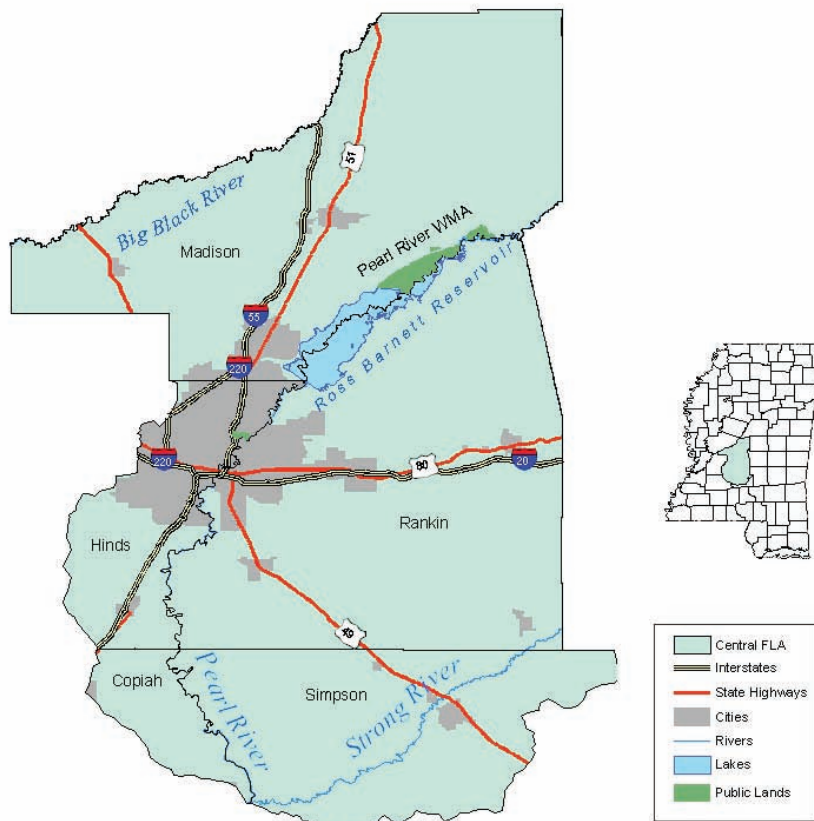 51
Big Black River
Madison
Pearl River WMA
Ross Barnett Reservoir
55
220
220
80
20
Rankin
Hinds
49
Copiah
Pearl River
Simpson
Strong River
Central FLA
Interstates
State Highways
Cities
Rivers
Lakes
Public Lands